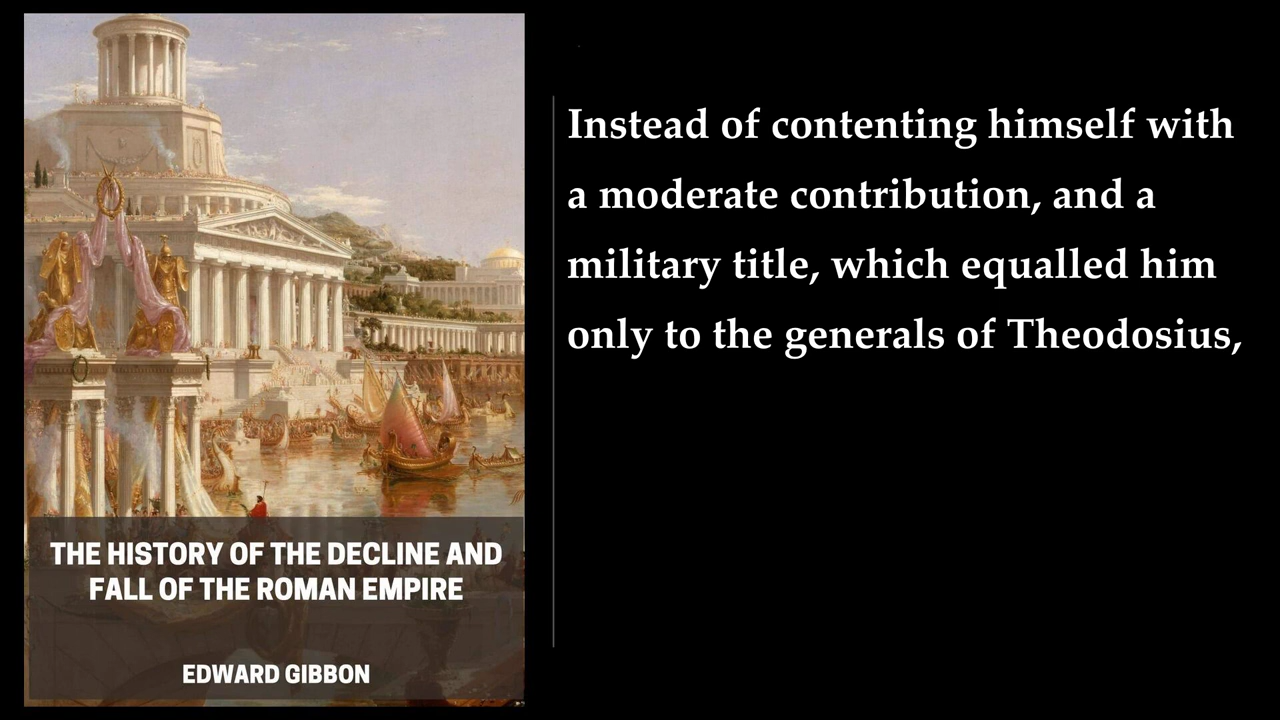 Instead of contenting himself with
a moderate contribution, and a
military title, which equalled him
only to the generals of Theodosius,
THE HISTORY OF THE DECLINE AND
FALL OF THE ROMAN EMPIRE
EDWARD GIBBON